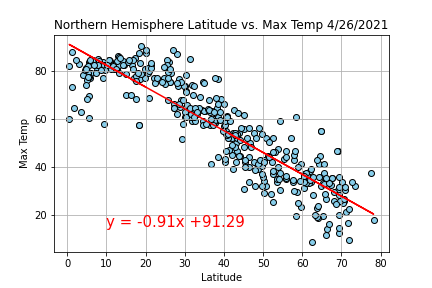 Northern Hemisphere Latitude vs. Max Temp 4/26/2021
Max Temp
80
60
40
20
y = -0.91x +91.29
0 10 20 30 40 50 60 70 80
Latitude